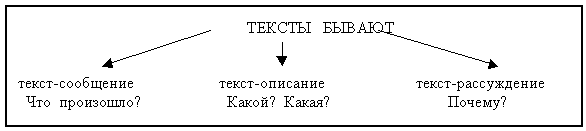 ТЕКСТЫ БЫВАЮТ
текст-сообщение текст-описание текст-рассуждение
Что произошло? Какой? Какая? Почему?